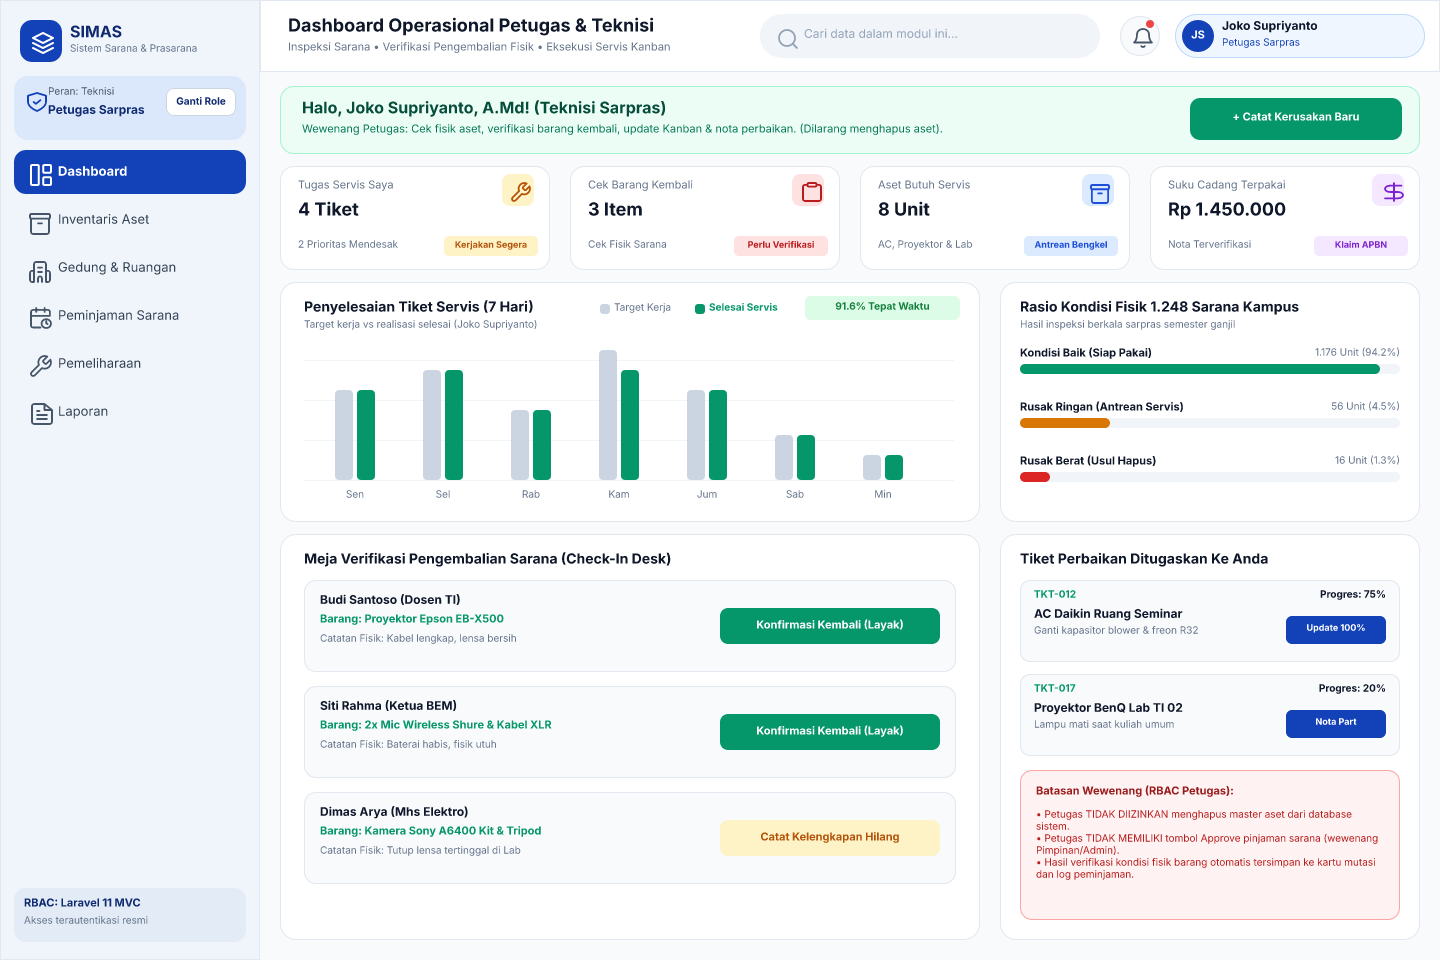 SIMAS
Sistem Sarana & Prasarana
Peran: Teknisi
Petugas Sarpras
Ganti Role
Dashboard
Inventaris Aset
Gedung & Ruangan
Peminjaman Sarana
Pemeliharaan
Laporan
RBAC: Laravel 11 MVC
Akses terautentikasi resmi
Dashboard Operasional Petugas & Teknisi
Inspeksi Sarana • Verifikasi Pengembalian Fisik • Eksekusi Servis Kanban
Cari data dalam modul ini...
JS
Joko Supriyanto
Petugas Sarpras
Halo, Joko Supriyanto, A.Md! (Teknisi Sarpras)
Wewenang Petugas: Cek fisik aset, verifikasi barang kembali, update Kanban & nota perbaikan. (Dilarang menghapus aset).
+ Catat Kerusakan Baru
Tugas Servis Saya
4 Tiket
2 Prioritas Mendesak
Kerjakan Segera
Cek Barang Kembali
3 Item
Cek Fisik Sarana
Perlu Verifikasi
Aset Butuh Servis
8 Unit
AC, Proyektor & Lab
Antrean Bengkel
Suku Cadang Terpakai
Rp 1.450.000
Nota Terverifikasi
Klaim APBN
Penyelesaian Tiket Servis (7 Hari)
Target kerja vs realisasi selesai (Joko Supriyanto)
Target Kerja
Selesai Servis
91.6% Tepat Waktu
Sen
Sel
Rab
Kam
Jum
Sab
Min
Rasio Kondisi Fisik 1.248 Sarana Kampus
Hasil inspeksi berkala sarpras semester ganjil
Kondisi Baik (Siap Pakai)
1.176 Unit (94.2%)
Rusak Ringan (Antrean Servis)
56 Unit (4.5%)
Rusak Berat (Usul Hapus)
16 Unit (1.3%)
Meja Verifikasi Pengembalian Sarana (Check-In Desk)
Budi Santoso (Dosen TI)
Barang: Proyektor Epson EB-X500
Catatan Fisik: Kabel lengkap, lensa bersih
Konfirmasi Kembali (Layak)
Siti Rahma (Ketua BEM)
Barang: 2x Mic Wireless Shure & Kabel XLR
Catatan Fisik: Baterai habis, fisik utuh
Konfirmasi Kembali (Layak)
Dimas Arya (Mhs Elektro)
Barang: Kamera Sony A6400 Kit & Tripod
Catatan Fisik: Tutup lensa tertinggal di Lab
Catat Kelengkapan Hilang
Tiket Perbaikan Ditugaskan Ke Anda
TKT-012
Progres: 75%
AC Daikin Ruang Seminar
Ganti kapasitor blower & freon R32
Update 100%
TKT-017
Progres: 20%
Proyektor BenQ Lab TI 02
Lampu mati saat kuliah umum
Nota Part
Batasan Wewenang (RBAC Petugas):
• Petugas TIDAK DIIZINKAN menghapus master aset dari database
sistem.
• Petugas TIDAK MEMILIKI tombol Approve pinjaman sarana (wewenang
Pimpinan/Admin).
• Hasil verifikasi kondisi fisik barang otomatis tersimpan ke kartu mutasi
dan log peminjaman.